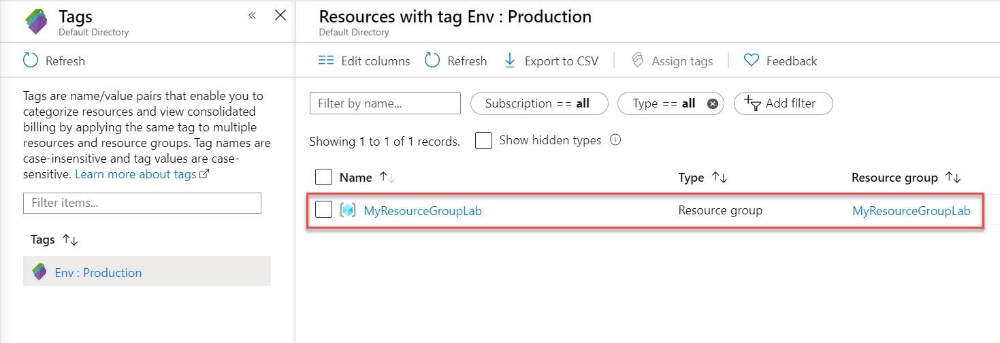 Tags
Default Directory
Refresh
Tags are name/value pairs that enable you to
categorize resources and view consolidated
billing by applying the same tag to multiple
resources and resource groups. Tag names are
case-insensitive and tag values are case-
sensitive. Learn more about tags
Filter items...
Tags
Env : Production
Resources with tag Env : Production
Default Directory
Edit columns Refresh Export to CSV Assign tags Feedback
Filter by name... Subscription == all Type == all Add filter
Showing 1 to 1 of 1 records. Show hidden types
Name Type Resource group
MyResourceGroupLab Resource group MyResourceGroupLab